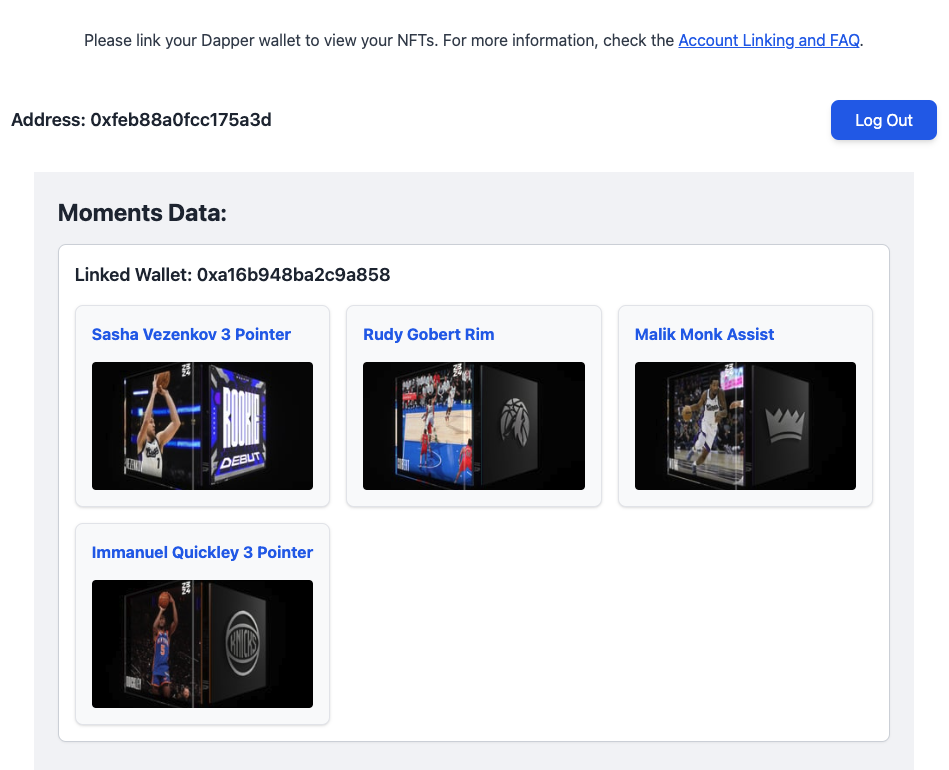 Please link your Dapper wallet to view your NFTs. For more information, check the Account Linking and FAQ.
Address: 0xfeb88a0fcc175a3d
Log Out
Moments Data:
Linked Wallet: 0xa16b948ba2c9a858
Sasha Vezenkov 3 Pointer
Rudy Gobert Rim
Malik Monk Assist
ROOKIE
DEBUT
Immanuel Quickley 3 Pointer
KNICKS